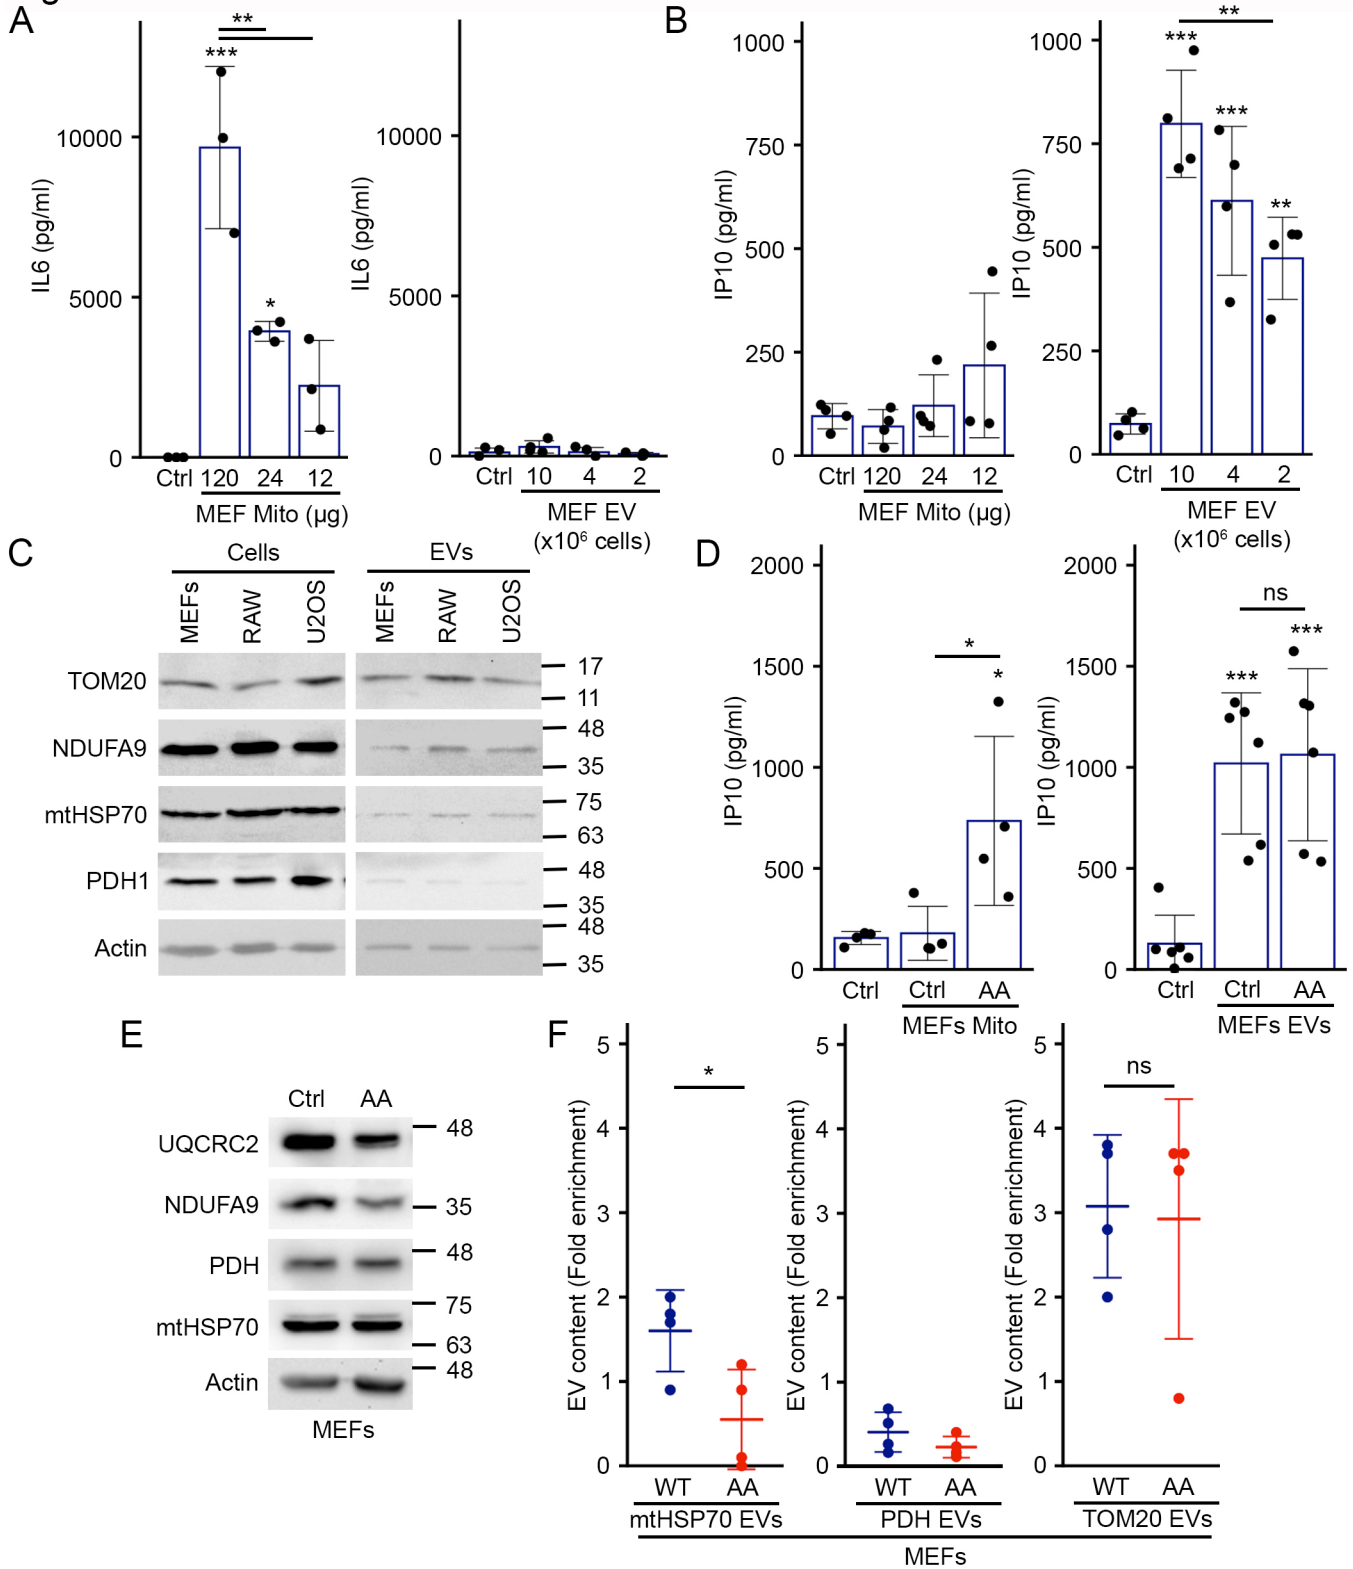 A
**
***
*
10000
5000
0
IL6 (pg/ml)
Ctrl 120 24 12
MEF Mito (µg)
10000
5000
0
IL6 (pg/ml)
Ctrl 10 4 2
MEF EV
(x10⁶ cells)
B
1000
750
500
250
0
IP10 (pg/ml)
Ctrl 120 24 12
MEF Mito (µg)
**
***
***
**
1000
750
500
250
0
IP10 (pg/ml)
Ctrl 10 4 2
MEF EV
(x10⁶ cells)
C
Cells EVs
MEFs RAW U2OS MEFs RAW U2OS
TOM20 17
11
NDUFA9 48
35
mtHSP70 75
63
PDH1 48
35
Actin 48
35
D
2000
1500
1000
500
0
IP10 (pg/ml)
*
*
Ctrl Ctrl AA
MEFs Mito
2000
1500
1000
500
0
IP10 (pg/ml)
ns
***
***
Ctrl Ctrl AA
MEFs EVs
E
Ctrl AA
UQCRC2 48
NDUFA9 35
PDH 48
mtHSP70 75
63
Actin 48
MEFs
F
5
4
3
2
1
0
EV content (Fold enrichment)
*
WT AA
mtHSP70 EVs
5
4
3
2
1
0
EV content (Fold enrichment)
WT AA
PDH EVs
5
4
3
2
1
0
EV content (Fold enrichment)
ns
WT AA
TOM20 EVs
MEFs